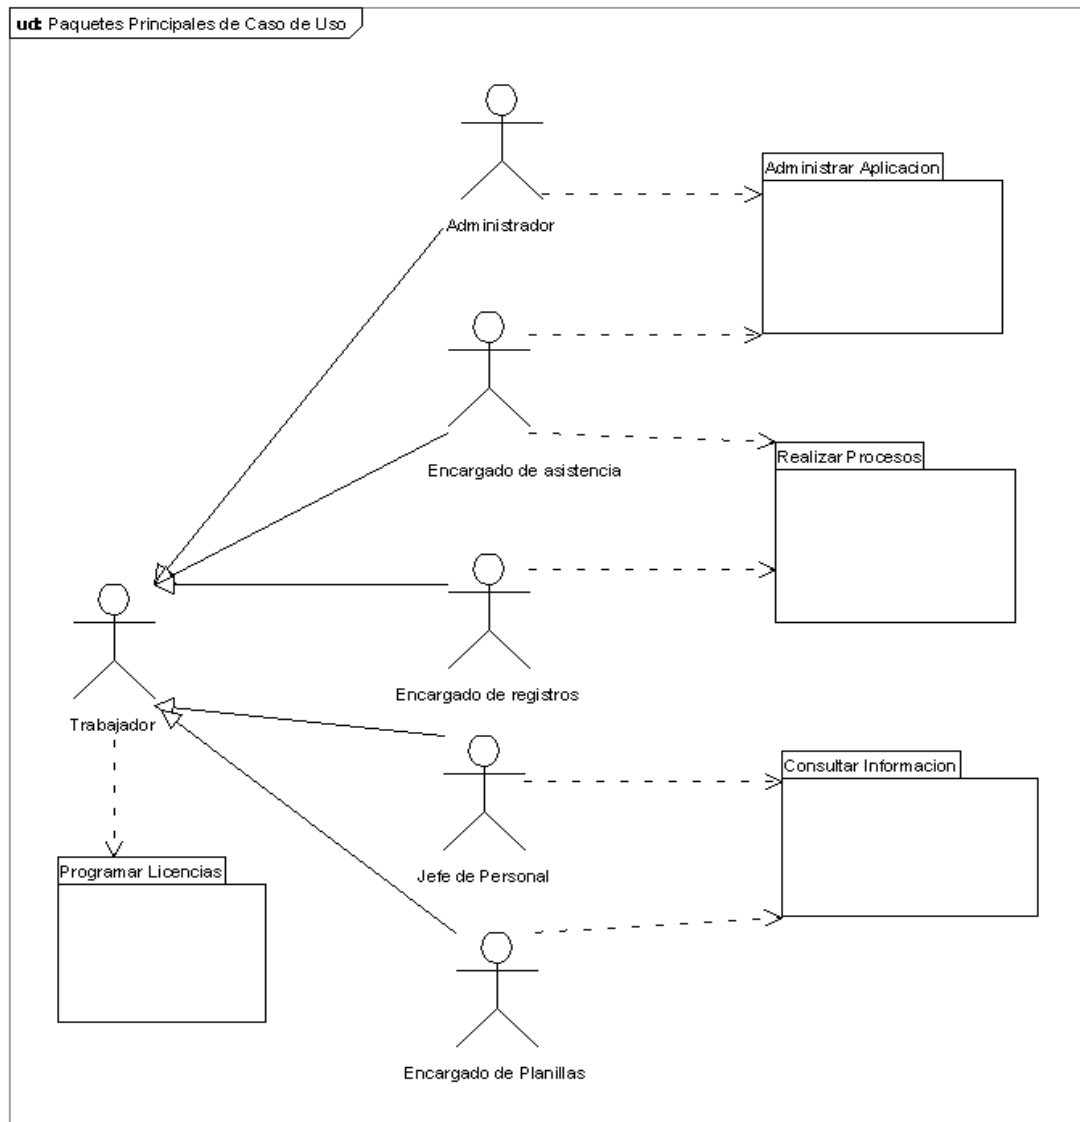 uc: Paquetes Principales de Caso de Uso
Administrar Aplicacion
Administrador
Encargado de asistencia
Realizar Procesos
Encargado de registros
Trabajador
Consultar Informacion
Programar Licencias
Jefe de Personal
Encargado de Planillas